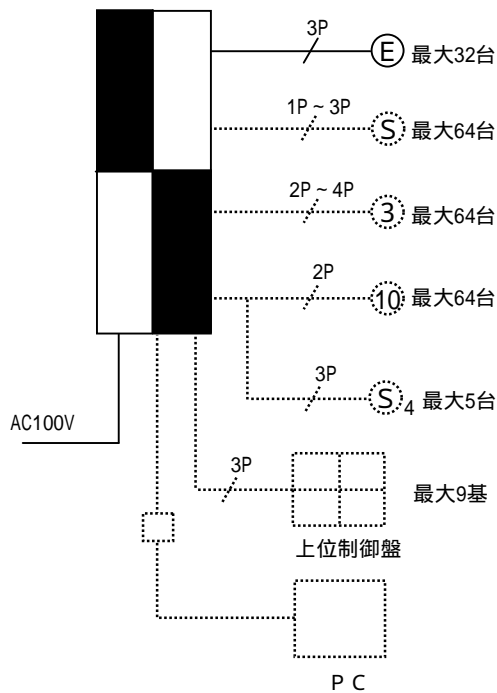 3P
E 最大32台
1P ~ 3P
S 最大64台
2P ~ 4P
3 最大64台
2P
10 最大64台
3P
S4 最大5台
AC100V
3P
最大9基
上位制御盤
ＰＣ